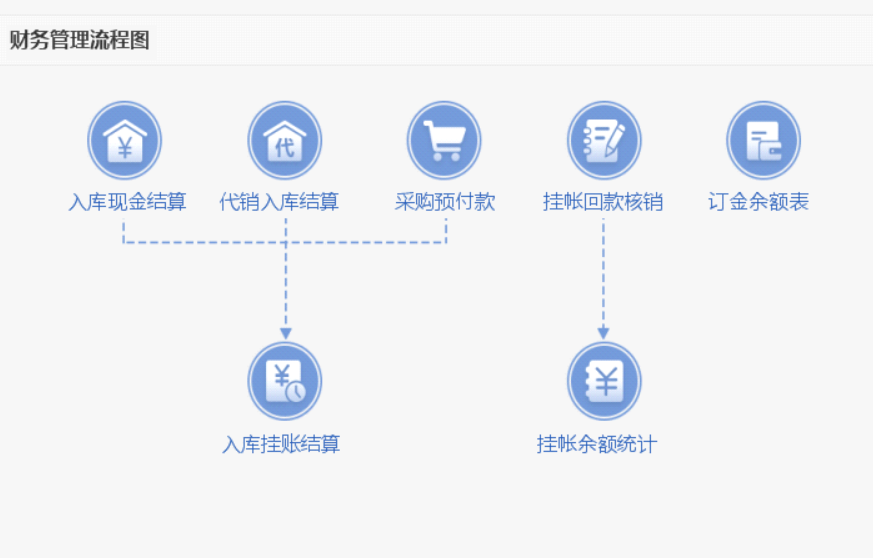 财务管理流程图
¥
代
入库现金结算
代销入库结算
采购预付款
挂帐回款核销
订金余额表
¥
¥
入库挂账结算
挂帐余额统计